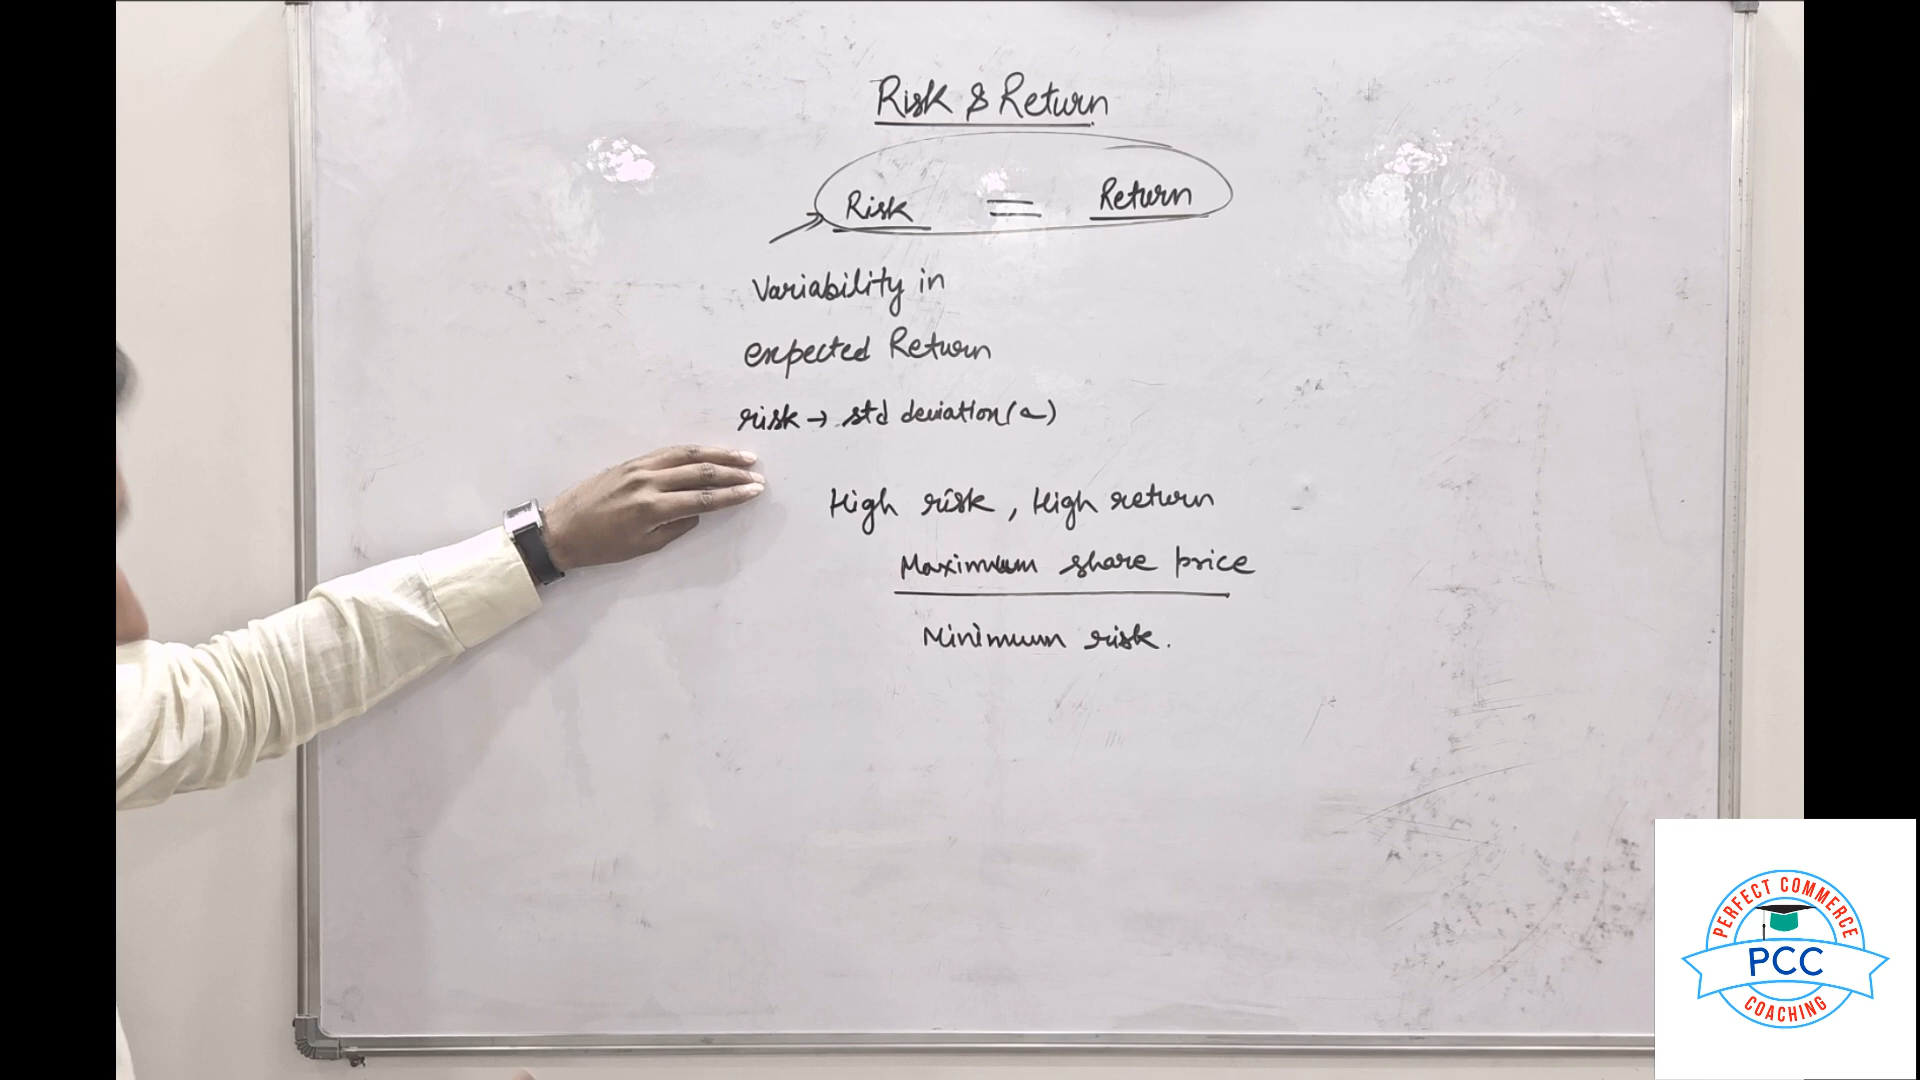 Risk & Return
Risk = Return
Variability in
expected Return
risk → std deviation (σ)
High risk, High return
Maximum share price
Minimum risk.
PERFECT COMMERCE
PCC
COACHING